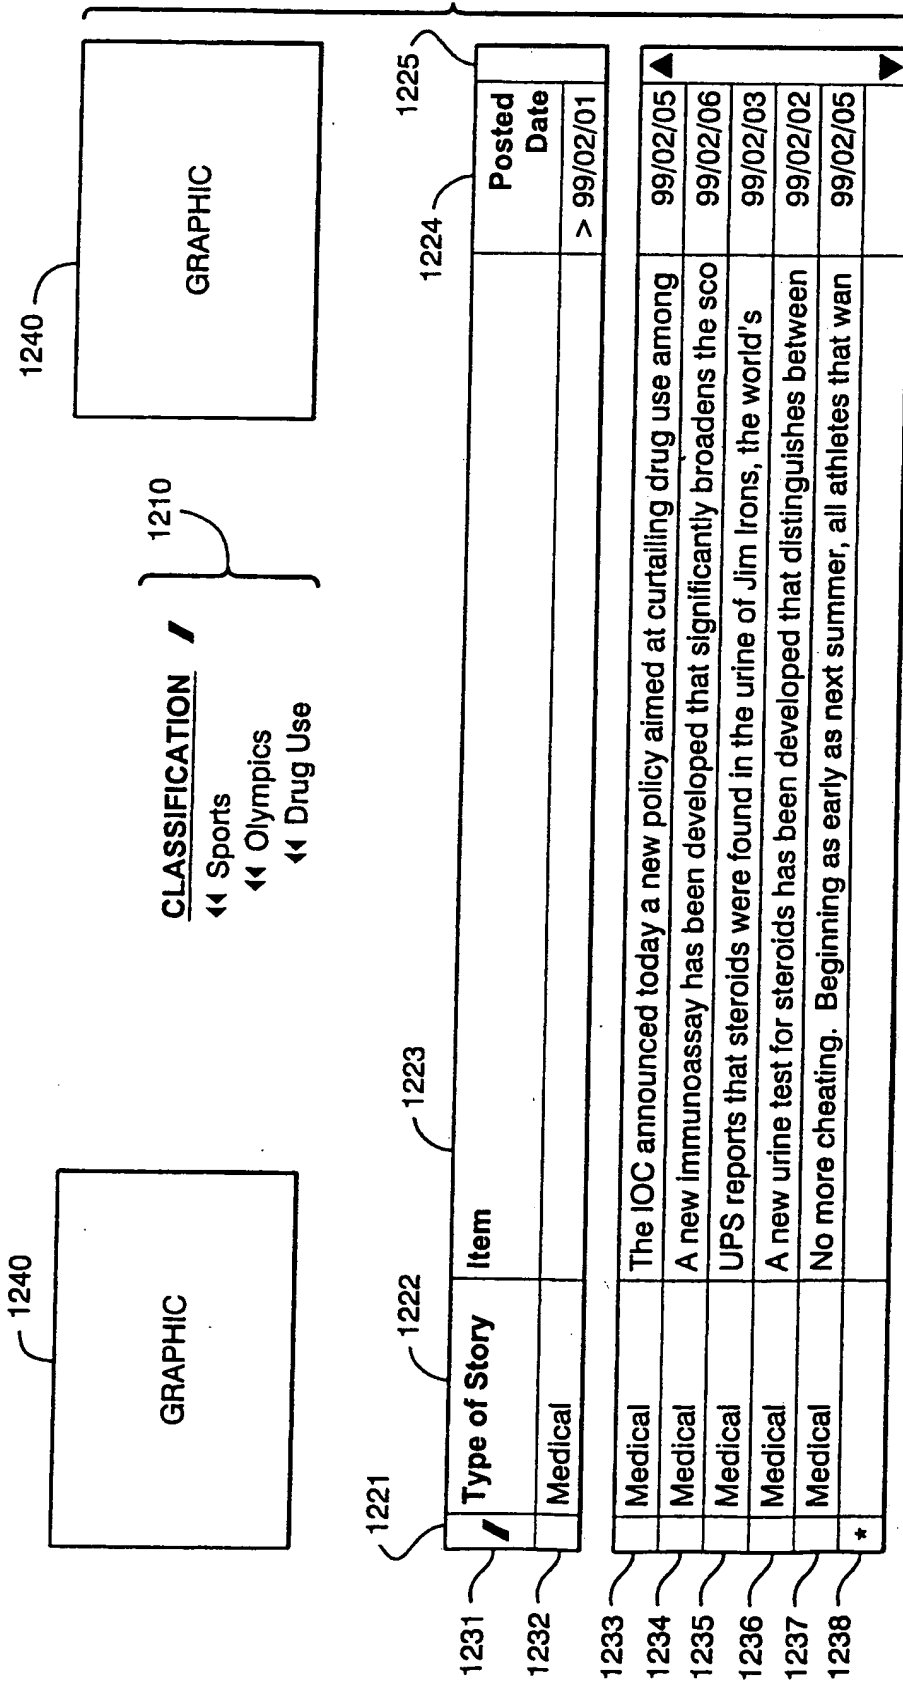 1240
1240
GRAPHIC
GRAPHIC
1210
CLASSIFICATION
Sports
Olympics
Drug Use
1221
1222
1223
1224
1225
1231
Type of Story
Item
Posted
Date
1232
Medical
> 99/02/01
1233
Medical
The IOC announced today a new policy aimed at curtailing drug use among
99/02/05
1234
Medical
A new immunoassay has been developed that significantly broadens the sco
99/02/06
1235
Medical
UPS reports that steroids were found in the urine of Jim Irons, the world's
99/02/03
1236
Medical
A new urine test for steroids has been developed that distinguishes between
99/02/02
1237
Medical
No more cheating. Beginning as early as next summer, all athletes that wan
99/02/05
1238
*